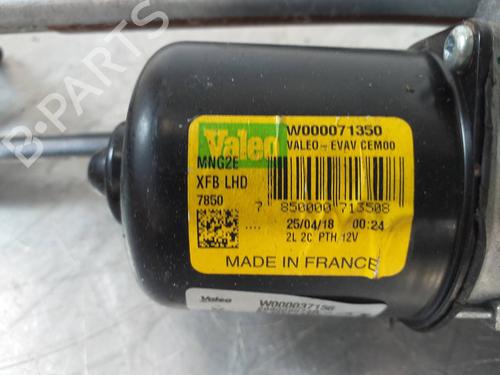 B-PARTS
Valeo
W000071350
VALEO - EVAV CEM00
MNG2E
XFB LHD
7850
7 850000 713508
25/04/18 00:24
2L 2C PTH 12V
MADE IN FRANCE
Valeo
W000037156